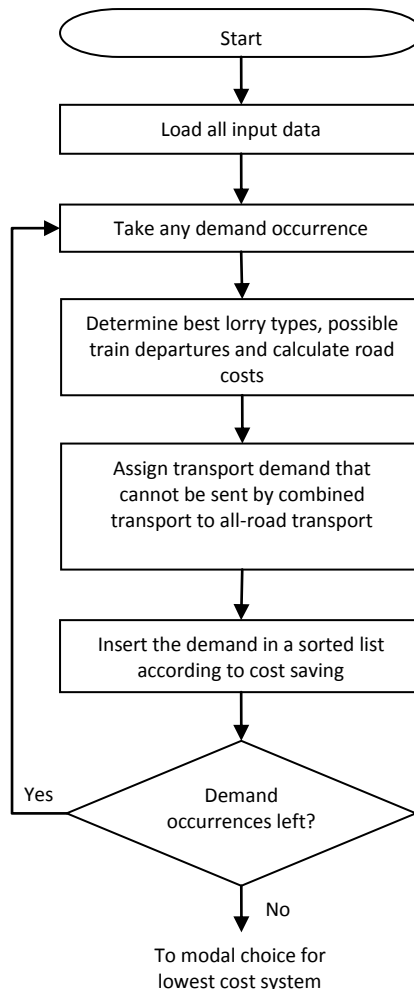 Start
Load all input data
Take any demand occurrence
Determine best lorry types, possible
train departures and calculate road
costs
Assign transport demand that
cannot be sent by combined
transport to all-road transport
Insert the demand in a sorted list
according to cost saving
Yes
Demand
occurrences left?
No
To modal choice for
lowest cost system